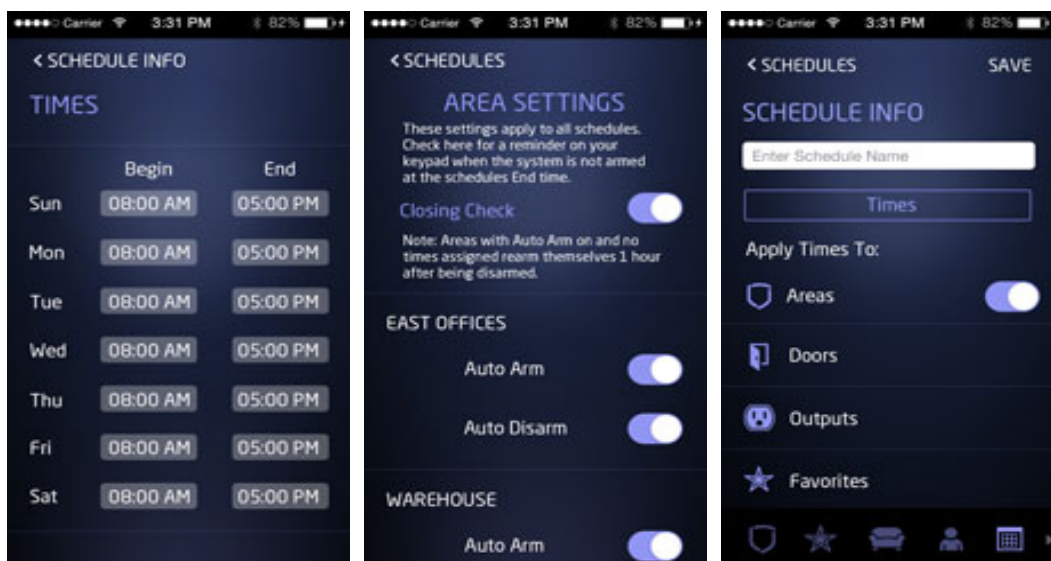 Carrier 3:31 PM 82%
< SCHEDULE INFO
TIMES
Begin End
Sun 08:00 AM 05:00 PM
Mon 08:00 AM 05:00 PM
Tue 08:00 AM 05:00 PM
Wed 08:00 AM 05:00 PM
Thu 08:00 AM 05:00 PM
Fri 08:00 AM 05:00 PM
Sat 08:00 AM 05:00 PM
Carrier 3:31 PM 82%
< SCHEDULES
AREA SETTINGS
These settings apply to all schedules.
Check here for a reminder on your
keypad when the system is not armed
at the schedules End time.
Closing Check
Note: Areas with Auto Arm on and no
times assigned rearm themselves 1 hour
after being disarmed.
EAST OFFICES
Auto Arm
Auto Disarm
WAREHOUSE
Auto Arm
Carrier 3:31 PM 82%
< SCHEDULES SAVE
SCHEDULE INFO
Enter Schedule Name
Times
Apply Times To:
Areas
Doors
Outputs
Favorites